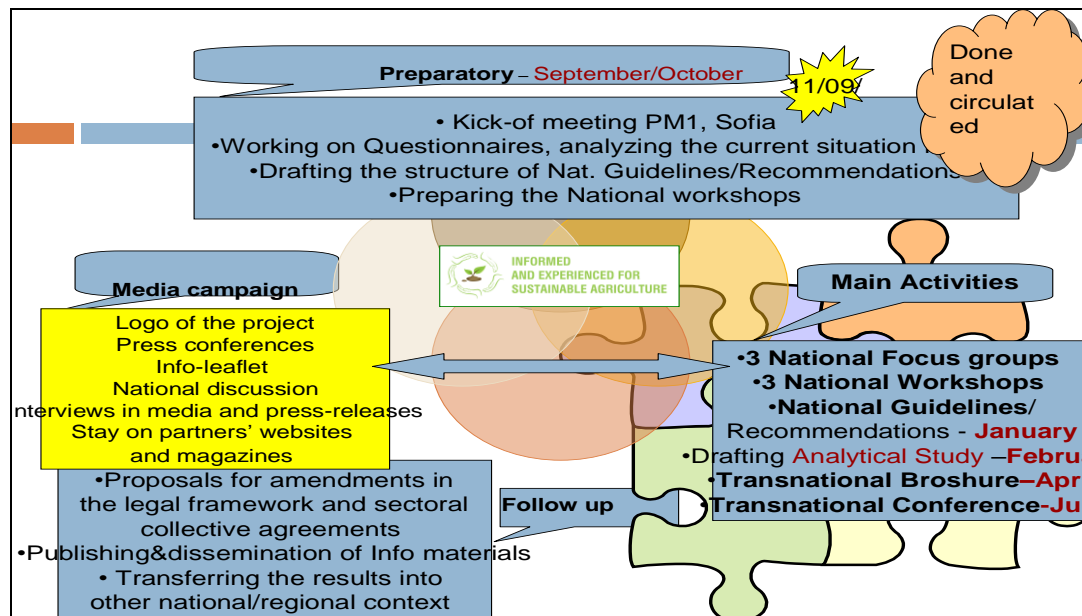 Preparatory – September/October
11/09/
Done
and
circulat
ed
• Kick-of meeting PM1, Sofia
•Working on Questionnaires, analyzing the current situation
•Drafting the structure of Nat. Guidelines/Recommendations
•Preparing the National workshops
INFORMED
AND EXPERIENCED FOR
SUSTAINABLE AGRICULTURE
Media campaign
Logo of the project
Press conferences
Info-leaflet
National discussion
nterviews in media and press-releases
Stay on partners' websites
and magazines
Main Activities
•3 National Focus groups
•3 National Workshops
•National Guidelines/
Recommendations - January
•Drafting Analytical Study –Februa
•Transnational Broshure–Apr
•Transnational Conference-Ju
Follow up
•Proposals for amendments in
the legal framework and sectoral
collective agreements
•Publishing&dissemination of Info materials
• Transferring the results into
other national/regional context